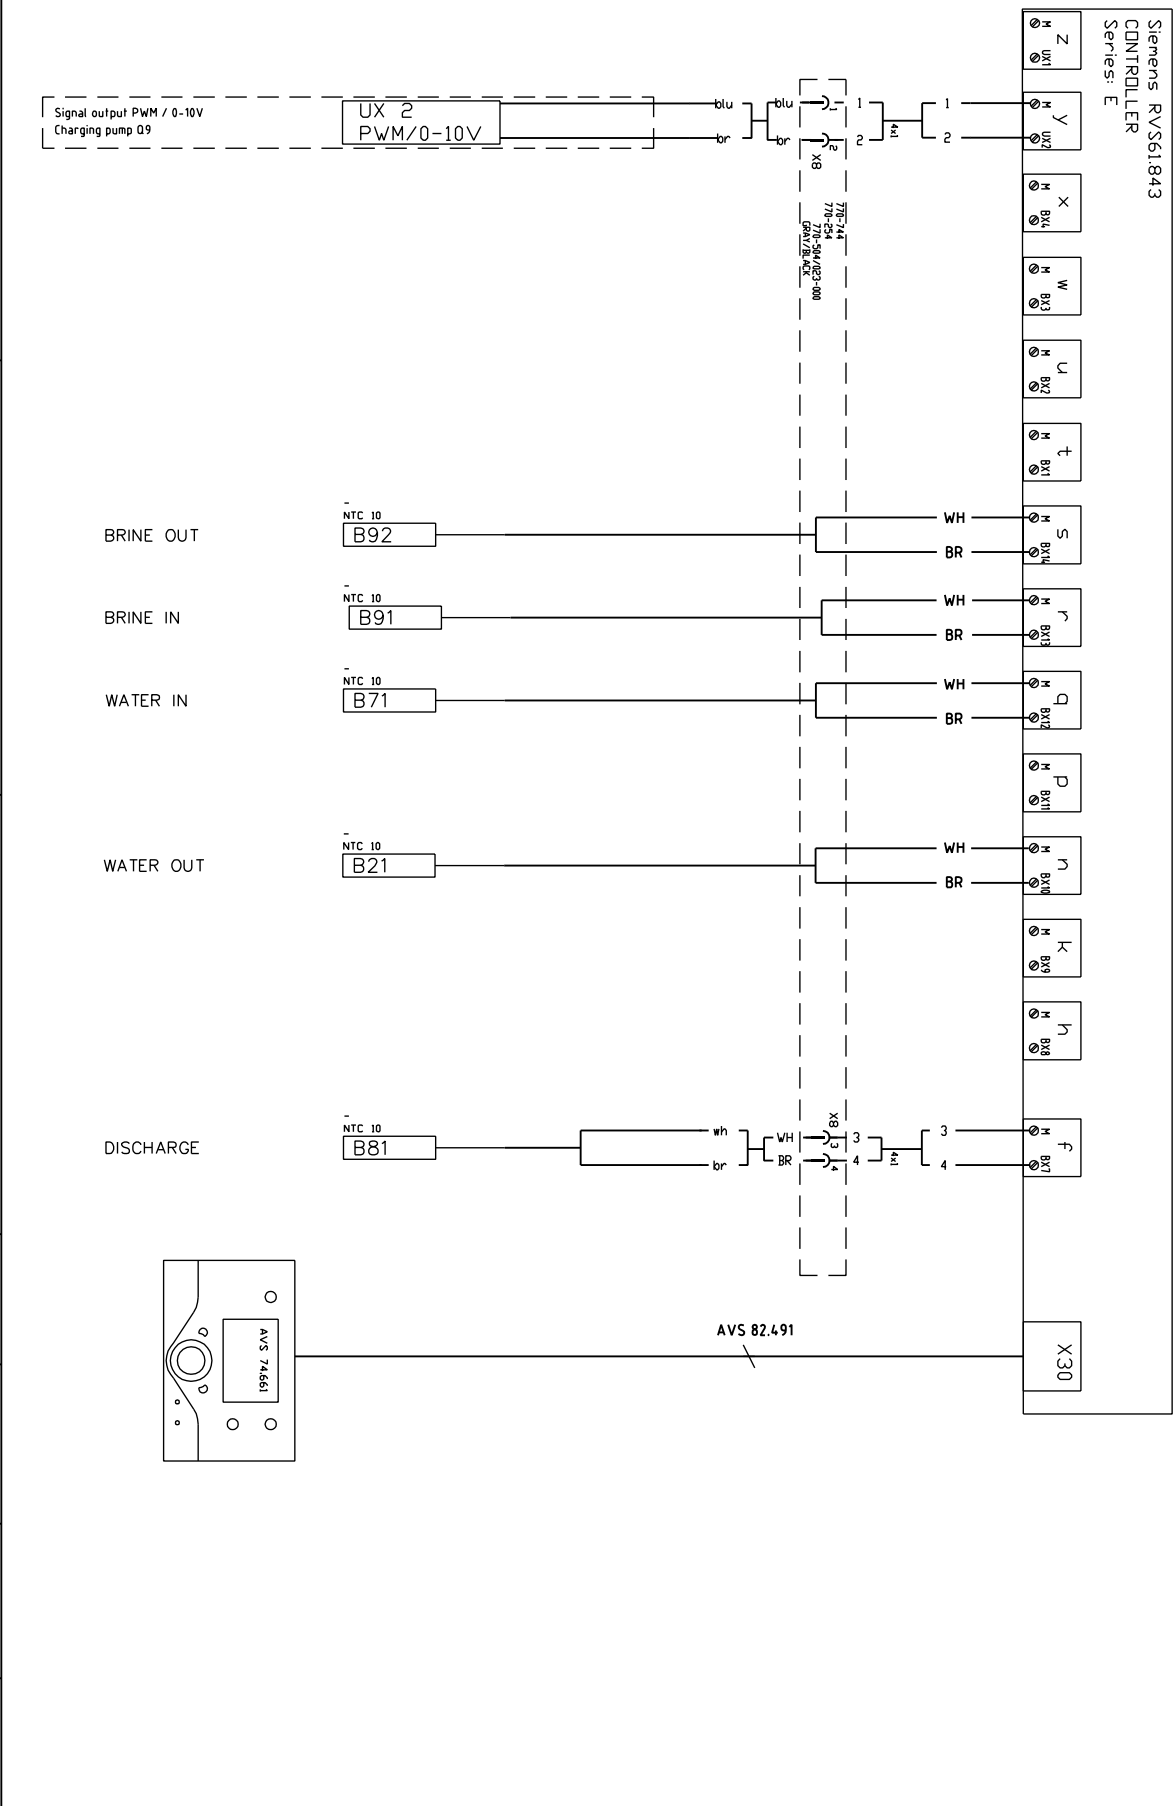 Siemens RVS61.843
CONTROLLER
Series: E
z
M
UX1
Signal output PWM / 0-10V
Charging pump Q9
UX 2
PWM/0-10V
blu
br
blu
br
1
2
X8
1
2
4x1
1
2
y
M
UX2
770-744
770-254
770-504/023-000
GRAY/BLACK
x
M
BX4
w
M
BX3
u
M
BX2
t
M
BX1
BRINE OUT
-
NTC 10
B92
WH
BR
s
M
BX14
BRINE IN
-
NTC 10
B91
WH
BR
r
M
BX13
WATER IN
-
NTC 10
B71
WH
BR
q
M
BX12
p
M
BX11
WATER OUT
-
NTC 10
B21
WH
BR
n
M
BX10
k
M
BX9
h
M
BX8
DISCHARGE
-
NTC 10
B81
wh
br
WH
BR
X8
3
4
3
4
4x1
3
4
f
M
BX7
AVS 74.661
AVS 82.491
X30